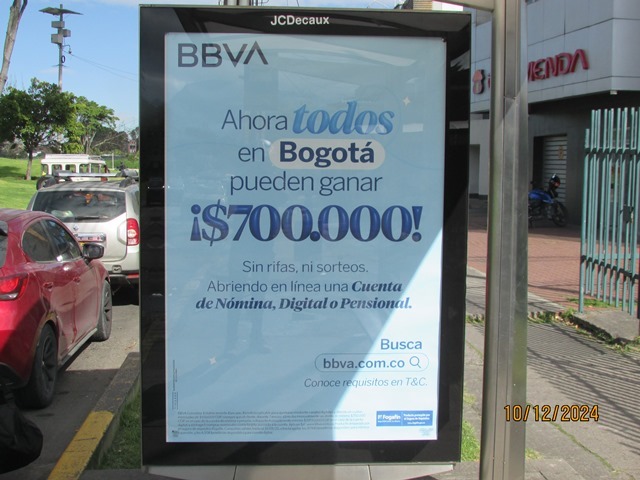 JCDecaux
BBVA
Ahora todos
en Bogotá
pueden ganar
¡$700.000!
Sin rifas, ni sorteos.
Abriendo en línea una Cuenta
de Nómina, Digital o Pensional.
Busca
bbva.com.co
Conoce requisitos en T&C.
Fogafín
VIENDA
10/12/2024